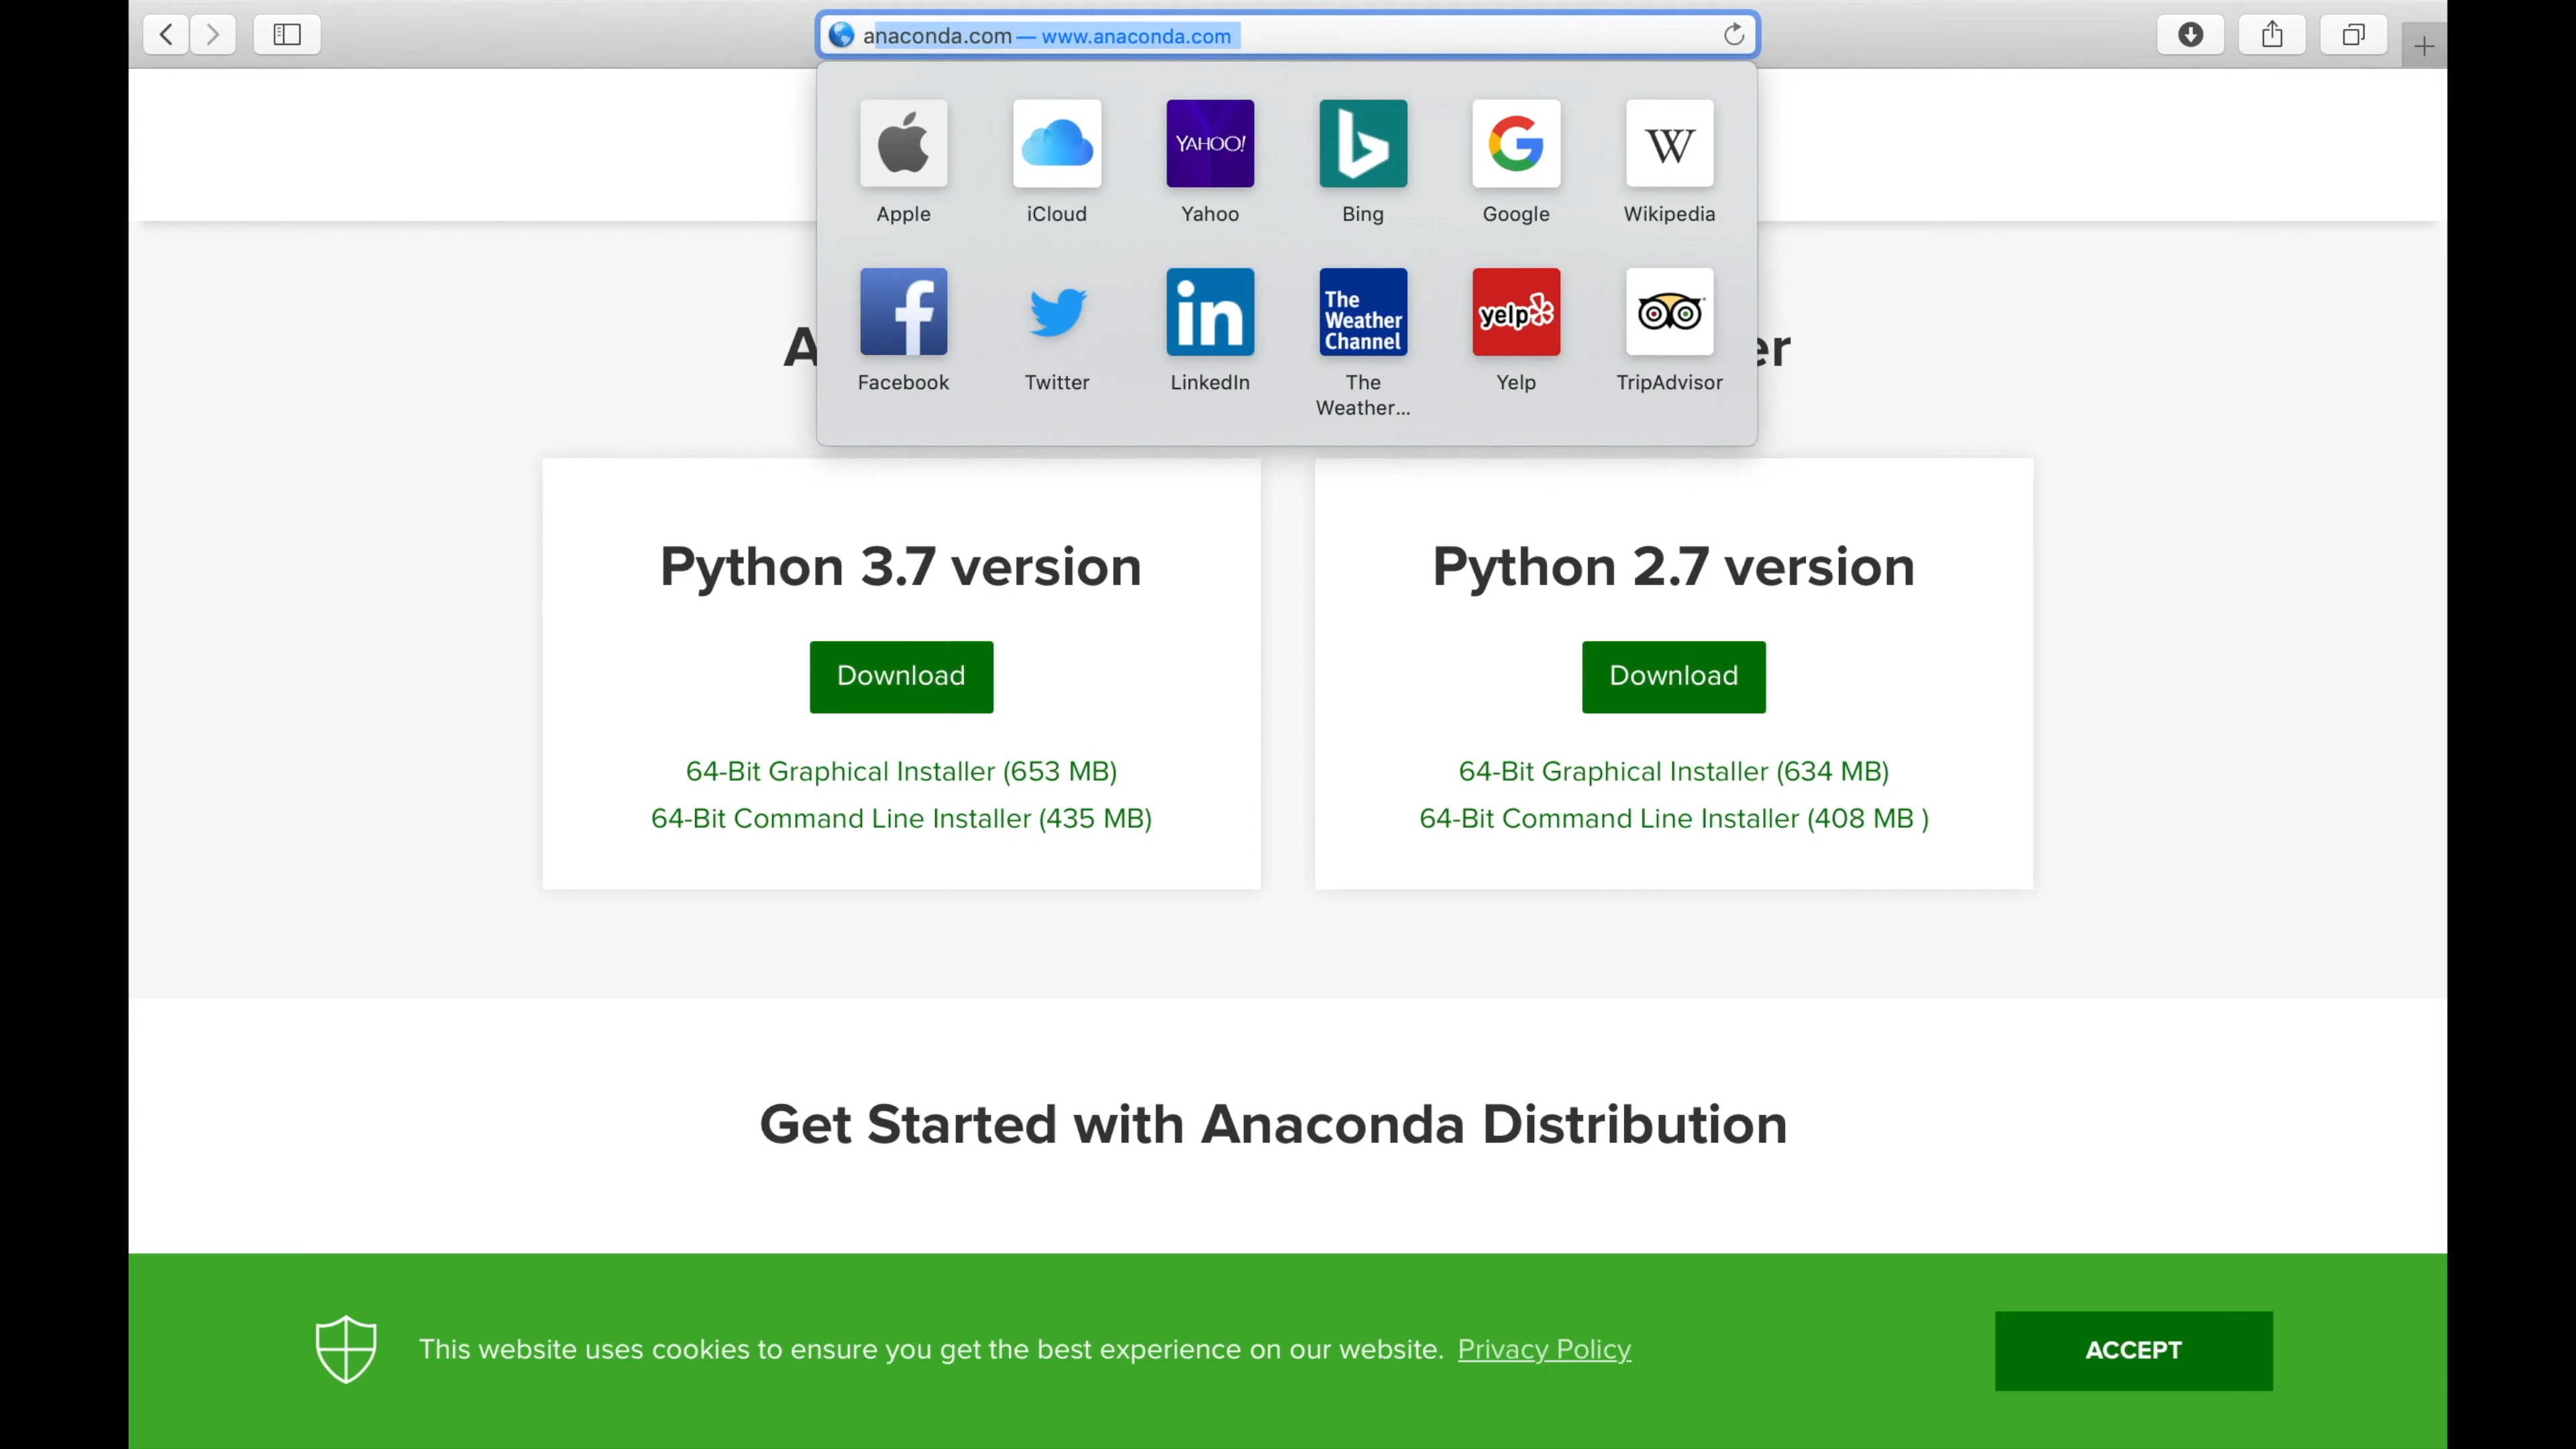 anaconda.com — www.anaconda.com
YAHOO!
W
Apple
iCloud
Yahoo
Bing
Google
Wikipedia
The
Weather
Channel
yelp
in
Facebook
Twitter
LinkedIn
The
Weather...
Yelp
TripAdvisor
A
er
Python 3.7 version
Download
64-Bit Graphical Installer (653 MB)
64-Bit Command Line Installer (435 MB)
Python 2.7 version
Download
64-Bit Graphical Installer (634 MB)
64-Bit Command Line Installer (408 MB )
Get Started with Anaconda Distribution
This website uses cookies to ensure you get the best experience on our website. Privacy Policy
ACCEPT